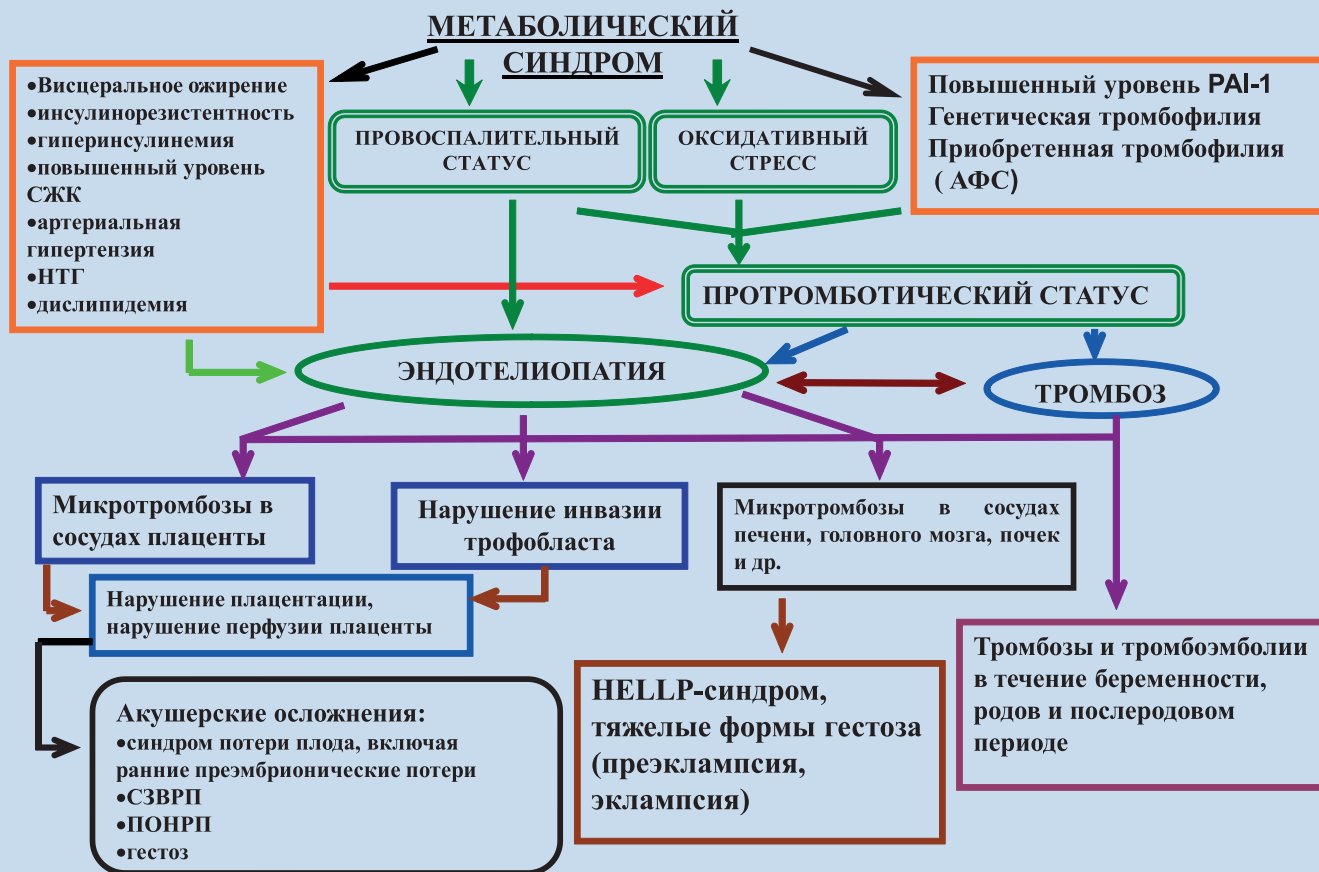 МЕТАБОЛИЧЕСКИЙ
СИНДРОМ
•Висцеральное ожирение
•инсулинорезистентность
•гиперинсулинемия
•повышенный уровень
СЖК
•артериальная
гипертензия
•НТГ
•дислипидемия
ПРОВОСПАЛИТЕЛЬНЫЙ
СТАТУС
ОКСИДАТИВНЫЙ
СТРЕСС
Повышенный уровень PAI-1
Генетическая тромбофилия
Приобретенная тромбофилия
( АФС)
ПРОТРОМБОТИЧЕСКИЙ СТАТУС
ЭНДОТЕЛИОПАТИЯ
ТРОМБОЗ
Микротромбозы в
сосудах плаценты
Нарушение инвазии
трофобласта
Микротромбозы в сосудах
печени, головного мозга, почек
и др.
Нарушение плацентации,
нарушение перфузии плаценты
Акушерские осложнения:
•синдром потери плода, включая
ранние преэмбрионические потери
•СЗВРП
•ПОНРП
•гестоз
HELLP-синдром,
тяжелые формы гестоза
(преэклампсия,
эклампсия)
Тромбозы и тромбоэмболии
в течение беременности,
родов и послеродовом
периоде